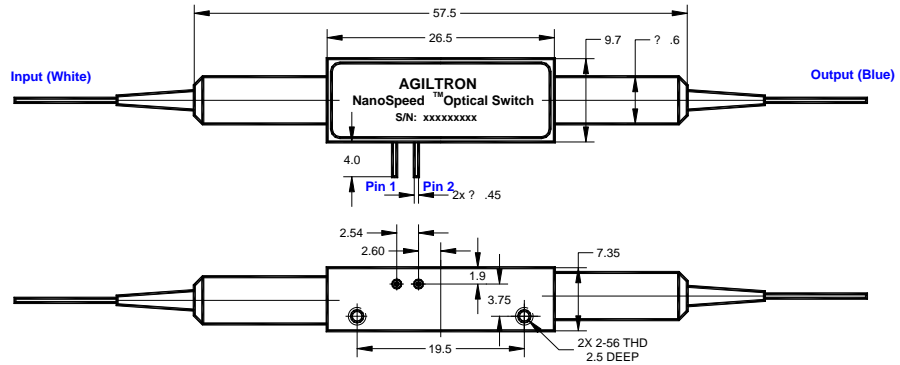 57.5
26.5
9.7
? .6
Input (White)
Output (Blue)
AGILTRON
NanoSpeed ™Optical Switch
S/N: xxxxxxxxx
4.0
Pin 1
Pin 2
2x ? .45
2.54
2.60
1.9
7.35
3.75
19.5
2X 2-56 THD
2.5 DEEP